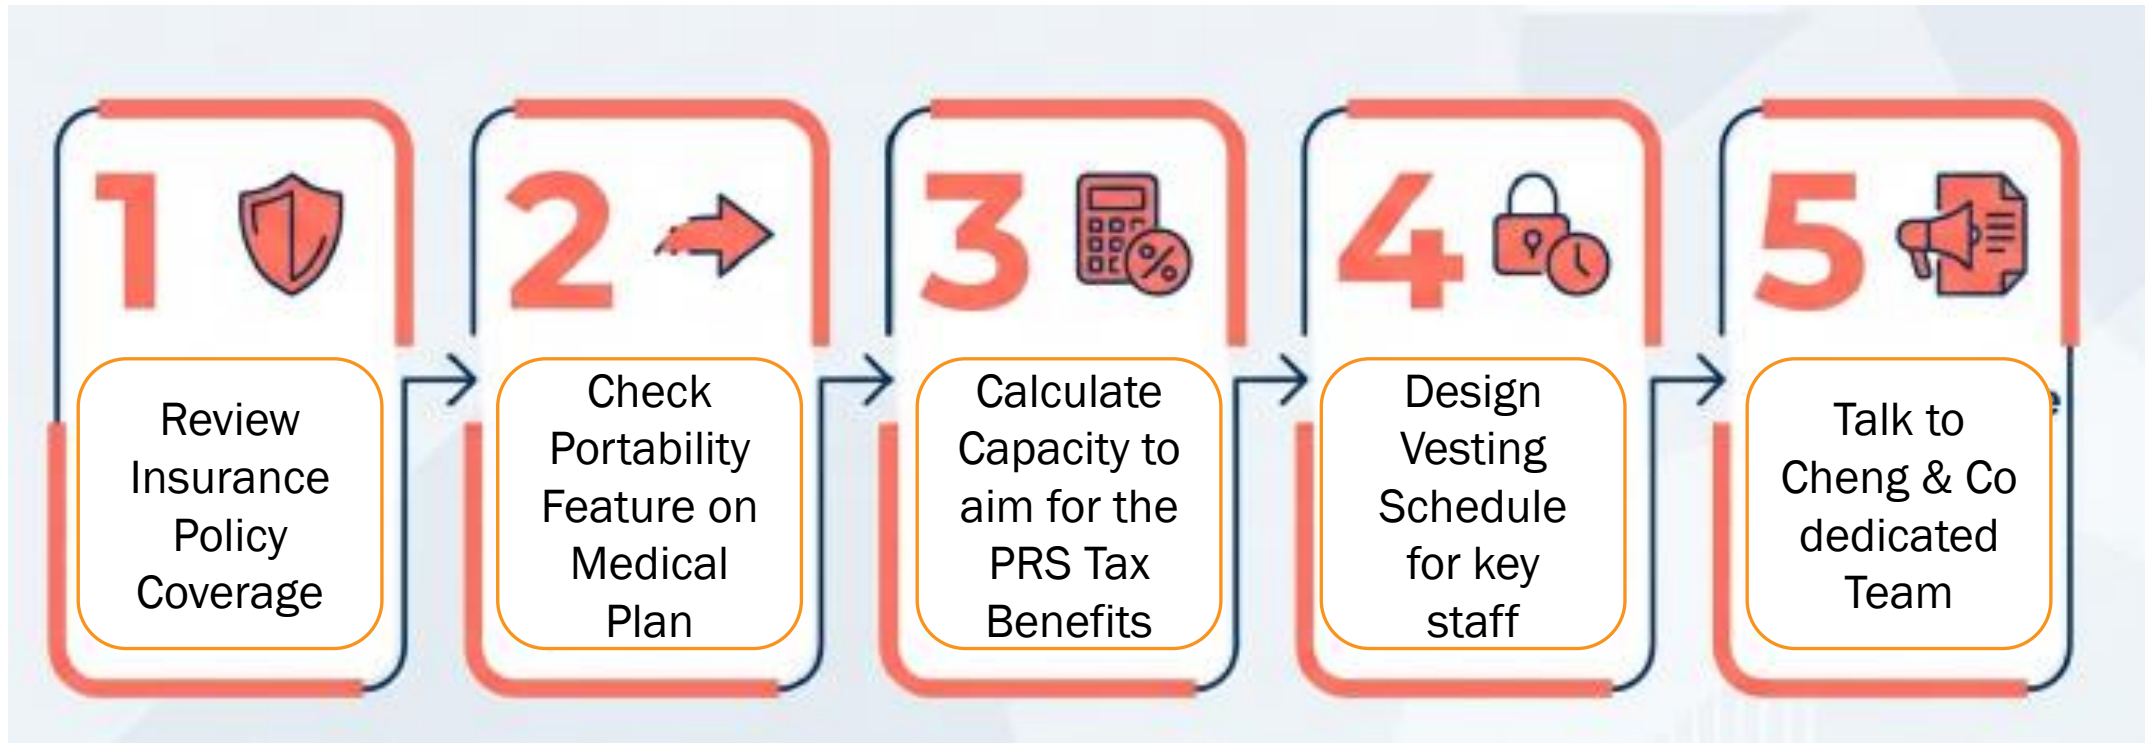 1
Review
Insurance
Policy
Coverage
2
Check
Portability
Feature on
Medical
Plan
3
%
Calculate
Capacity to
aim for the
PRS Tax
Benefits
4
Design
Vesting
Schedule
for key
staff
5
Talk to
Cheng & Co
dedicated
Team